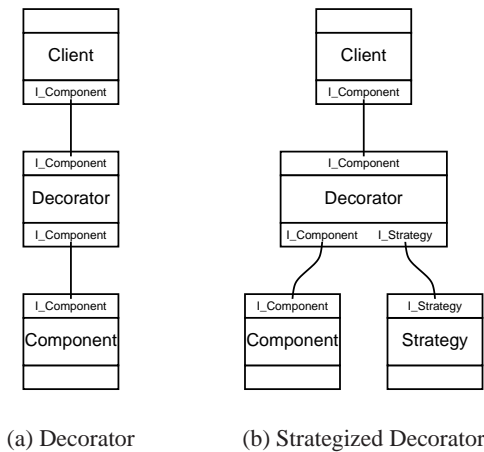 Client
I_Component
I_Component
Decorator
I_Component
I_Component
Component
(a) Decorator
Client
I_Component
I_Component
Decorator
I_Component I_Strategy
I_Component I_Strategy
Component Strategy
(b) Strategized Decorator